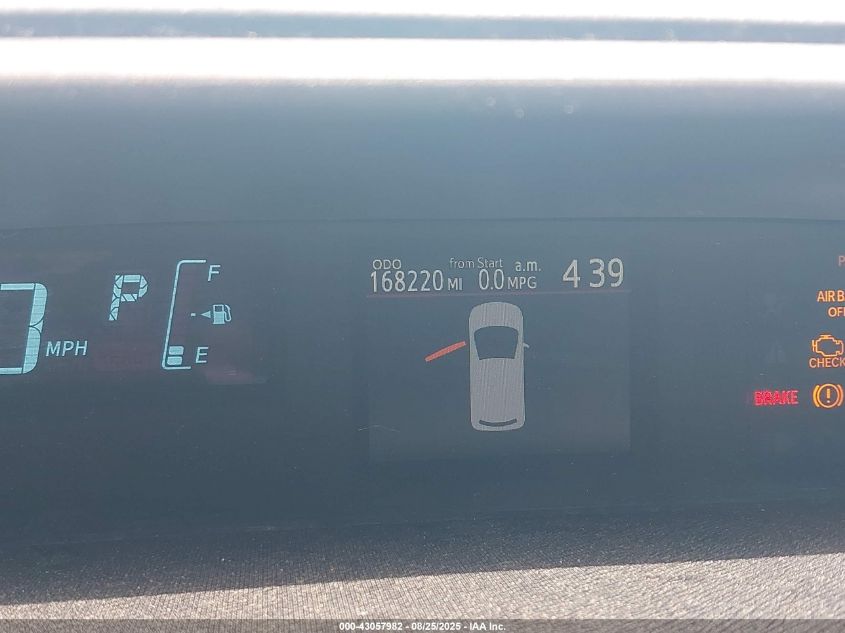 ODO from Start a.m. 4 39
168220 MI 0.0 MPG
P F
MPH E
AIR B
OF
CHECK
BRAKE
000-43057982 - 08/25/2025 - IAA Inc.